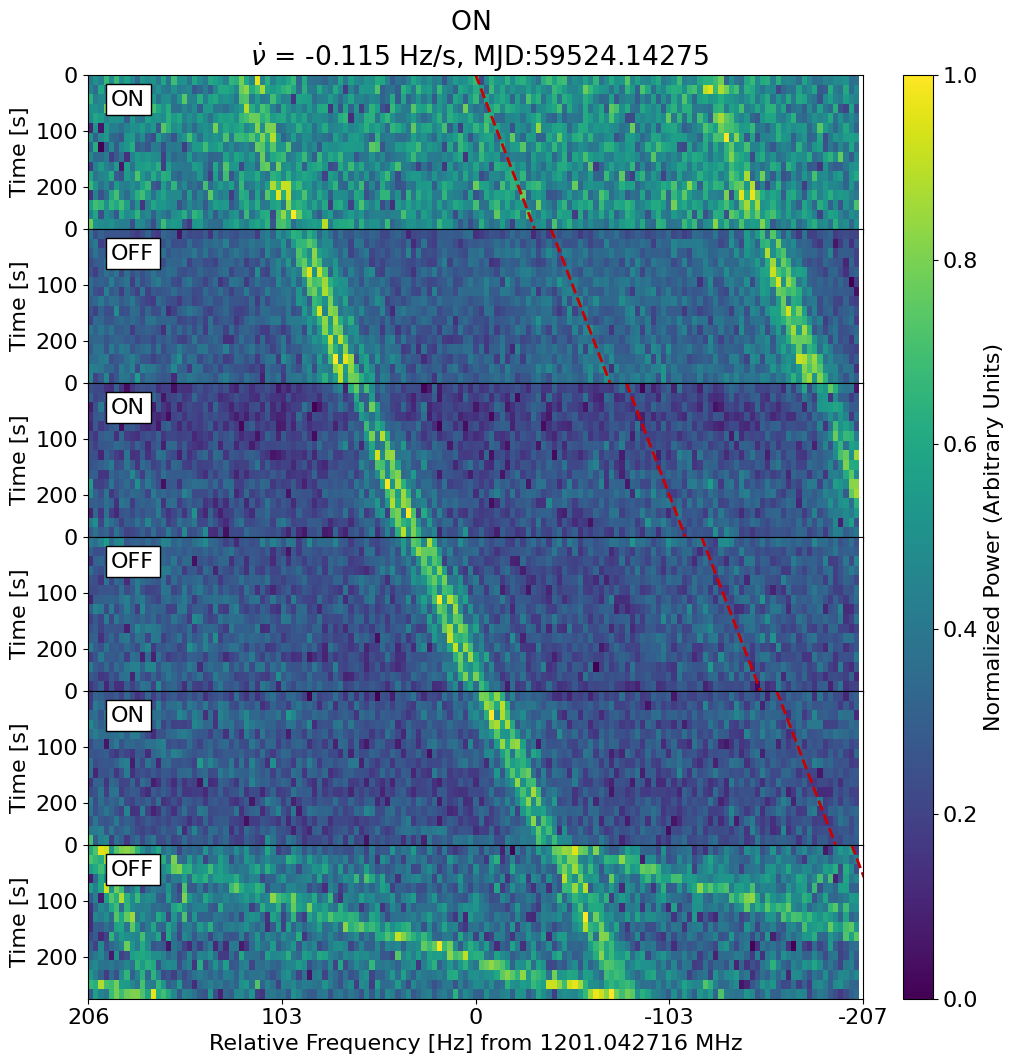 ON
ν̇ = -0.115 Hz/s, MJD:59524.14275
0
100
200
Time [s]
ON
0
100
200
Time [s]
OFF
0
100
200
Time [s]
ON
0
100
200
Time [s]
OFF
0
100
200
Time [s]
ON
0
100
200
Time [s]
OFF
206 103 0 -103 -207
Relative Frequency [Hz] from 1201.042716 MHz
1.0
0.8
0.6
0.4
0.2
0.0
Normalized Power (Arbitrary Units)